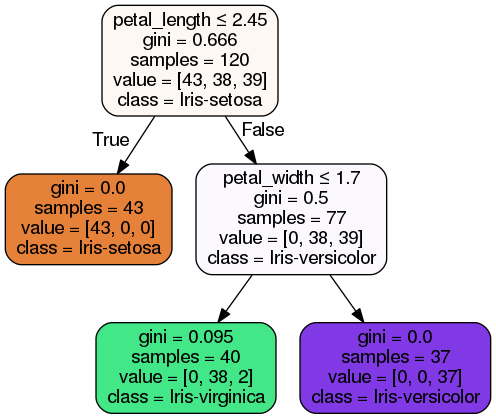 petal_length ≤ 2.45
gini = 0.666
samples = 120
value = [43, 38, 39]
class = Iris-setosa
True
False
gini = 0.0
samples = 43
value = [43, 0, 0]
class = Iris-setosa
petal_width ≤ 1.7
gini = 0.5
samples = 77
value = [0, 38, 39]
class = Iris-versicolor
gini = 0.095
samples = 40
value = [0, 38, 2]
class = Iris-virginica
gini = 0.0
samples = 37
value = [0, 0, 37]
class = Iris-versicolor